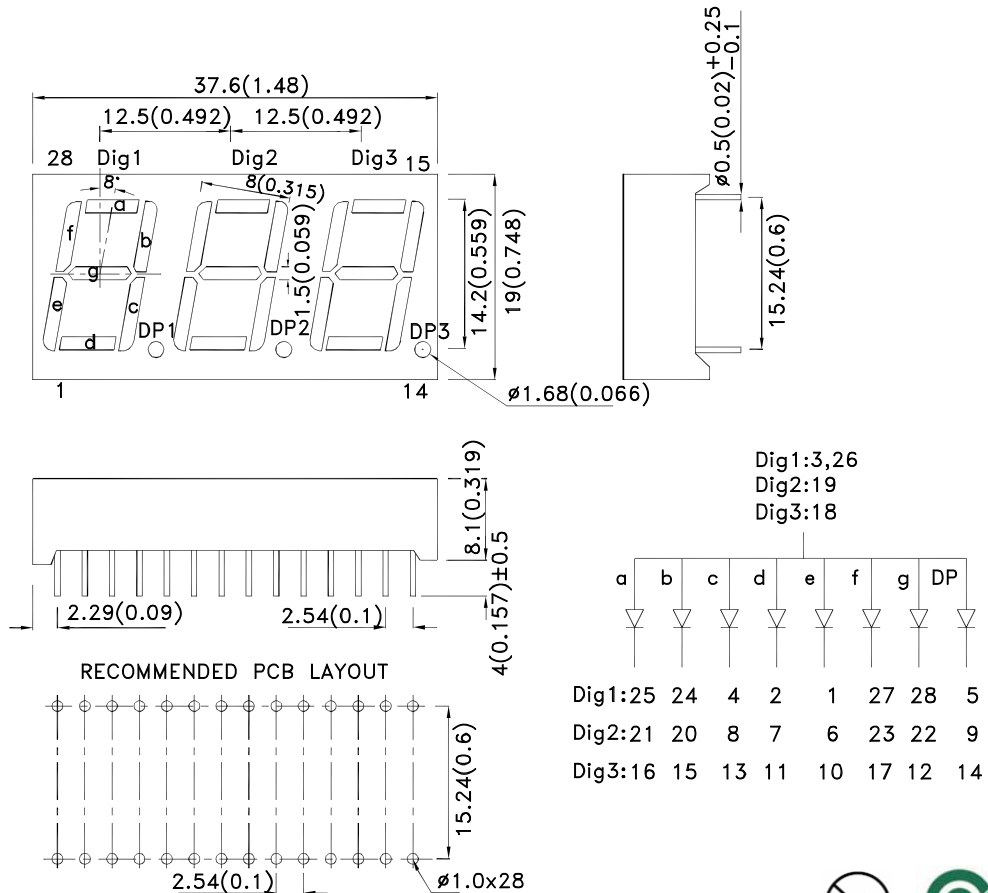 37.6(1.48)
12.5(0.492) 12.5(0.492)
28 Dig1 Dig2 Dig3 15
8° 8(0.315)
a
f b
g
e c
d
DP1 DP2 DP3
1.5(0.059)
14.2(0.559)
19(0.748)
1 14
ø1.68(0.066)
ø0.5(0.02)+0.25
-0.1
15.24(0.6)
8.1(0.319)
4(0.157)±0.5
2.29(0.09) 2.54(0.1)
RECOMMENDED PCB LAYOUT
15.24(0.6)
2.54(0.1) ø1.0x28
Dig1:3,26
Dig2:19
Dig3:18
a b c d e f g DP
Dig1:25 24 4 2 1 27 28 5
Dig2:21 20 8 7 6 23 22 9
Dig3:16 15 13 11 10 17 12 14